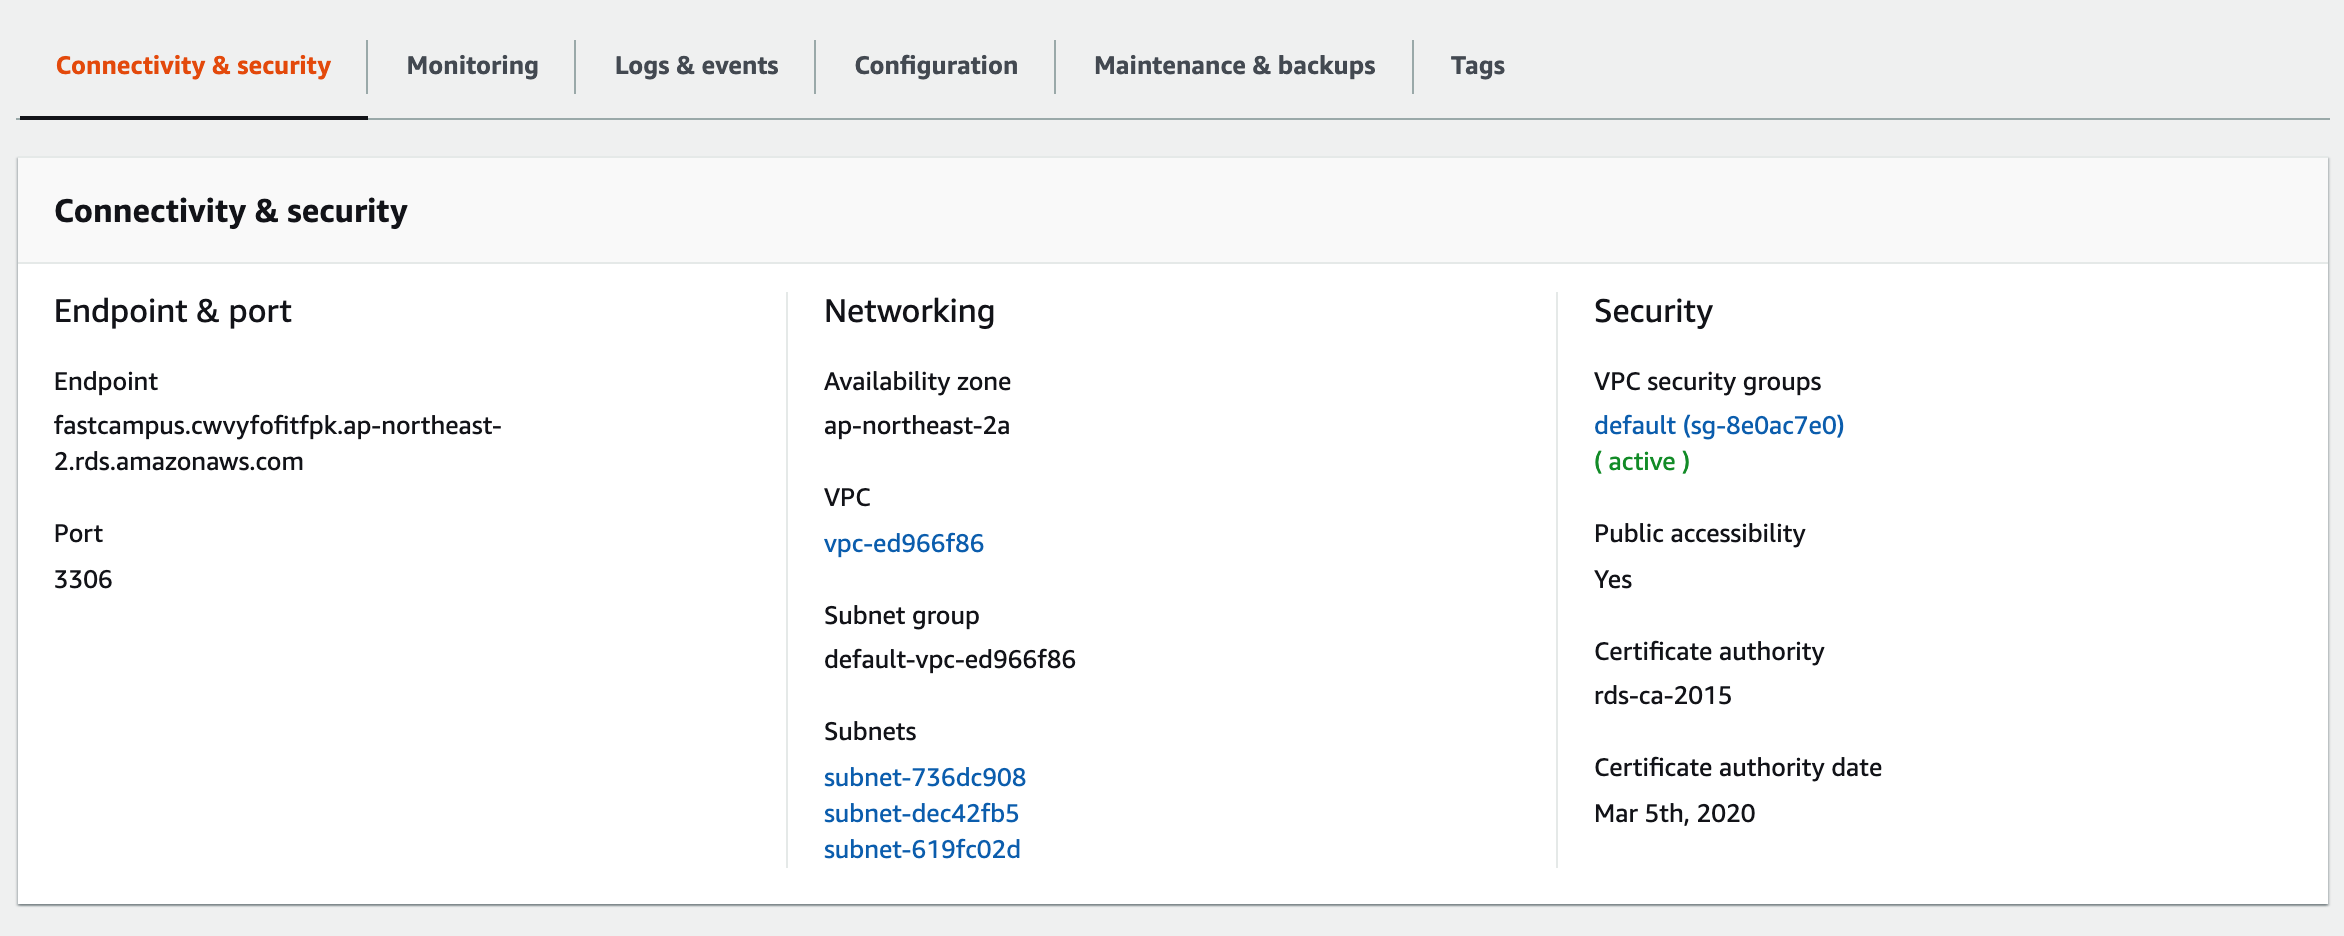 Connectivity & security
Monitoring
Logs & events
Configuration
Maintenance & backups
Tags
Connectivity & security
Endpoint & port
Endpoint
fastcampus.cwvyfofitfpk.ap-northeast-
2.rds.amazonaws.com
Port
3306
Networking
Availability zone
ap-northeast-2a
VPC
vpc-ed966f86
Subnet group
default-vpc-ed966f86
Subnets
subnet-736dc908
subnet-dec42fb5
subnet-619fc02d
Security
VPC security groups
default (sg-8e0ac7e0)
( active )
Public accessibility
Yes
Certificate authority
rds-ca-2015
Certificate authority date
Mar 5th, 2020